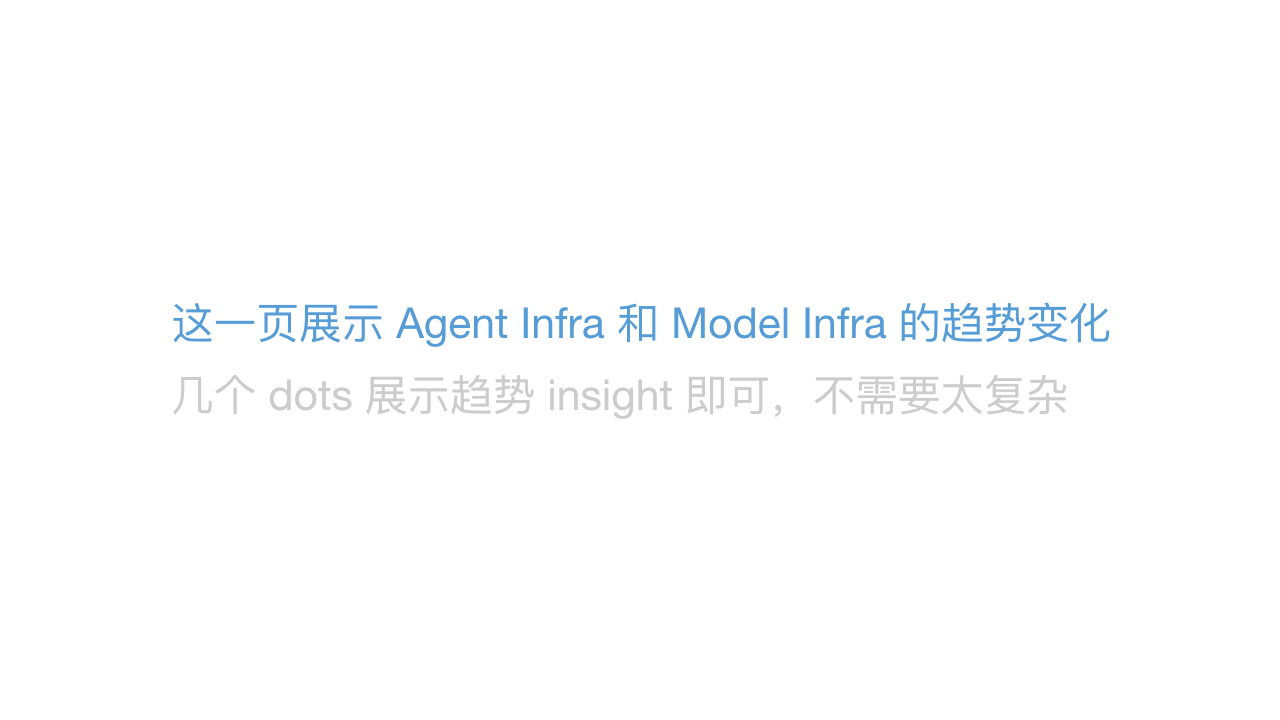 这一页展示 Agent Infra 和 Model Infra 的趋势变化
几个 dots 展示趋势 insight 即可，不需要太复杂